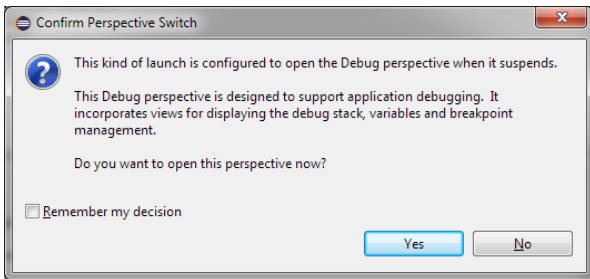 Confirm Perspective Switch
This kind of launch is configured to open the Debug perspective when it suspends.
This Debug perspective is designed to support application debugging. It
incorporates views for displaying the debug stack, variables and breakpoint
management.
Do you want to open this perspective now?
Remember my decision
Yes No